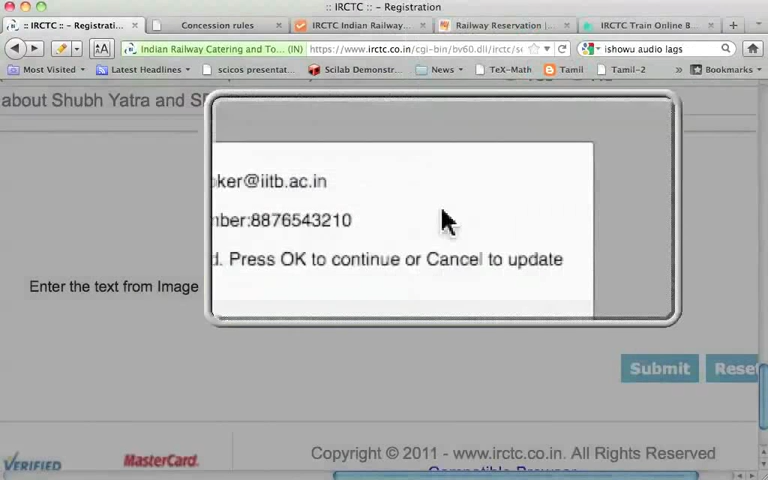 :: IRCTC :: - Registration
:: IRCTC :: - Registrati...
Concession rules
IRCTC Indian Railway...
Railway Reservation |...
IRCTC Train Online B...
Indian Railway Catering and To... (IN)
https://www.irctc.co.in/cgi-bin/bv60.dll/irctc/se
ishowu audio lags
Most Visited
Latest Headlines
scicos presentat...
Scilab Demonstr...
News
TeX-Math
Tamil
Tamil-2
Bookmarks
about Shubh Yatra and
ker@iitb.ac.in
ber:8876543210
d. Press OK to continue or Cancel to update
Enter the text from Image
Submit
Rese
Copyright © 2011 - www.irctc.co.in. All Rights Reserved
VERIFIED
MasterCard.
Compatible Browser